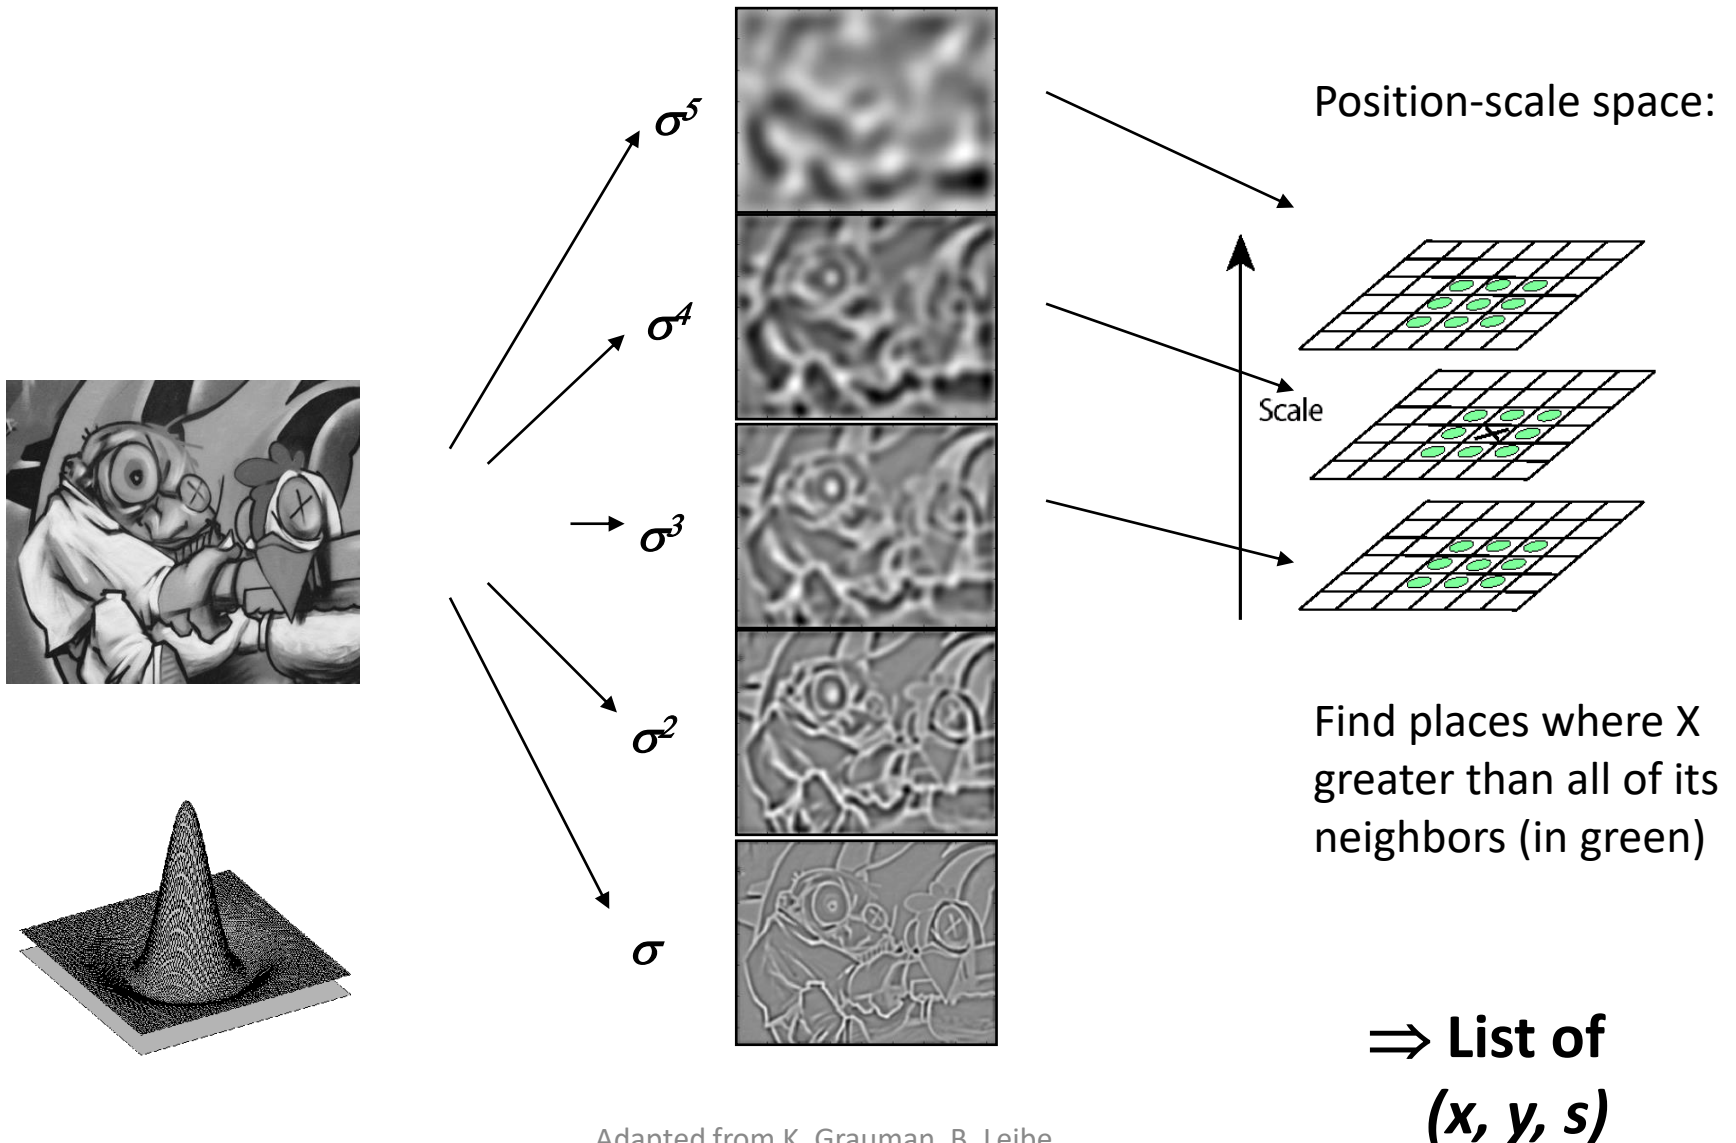 σ⁵
Position-scale space:
σ⁴
Scale
σ³
σ²
Find places where X
greater than all of its
neighbors (in green)
σ
⇒ List of
(x, y, s)
Adapted from K. Grauman, B. Leibe